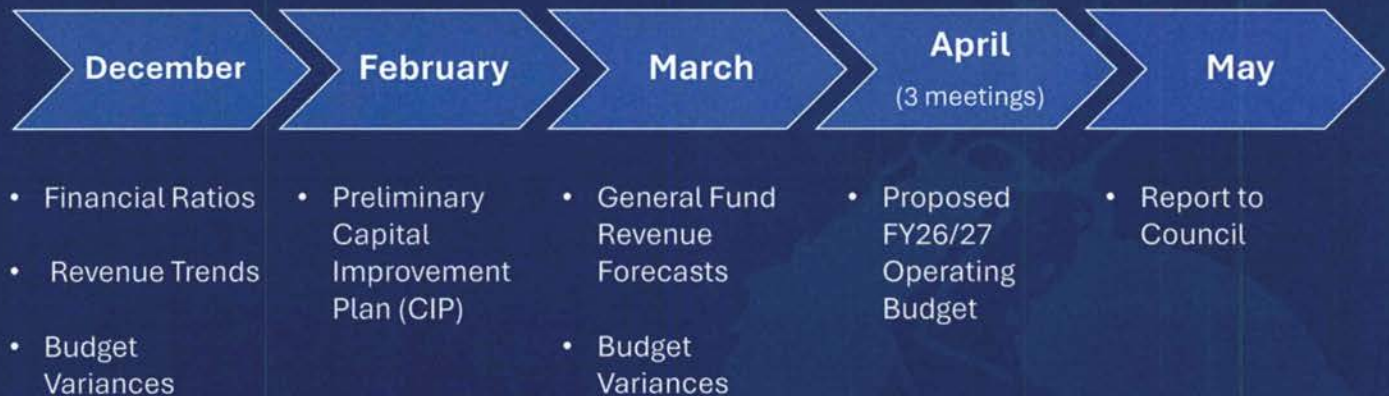 December
February
March
April
(3 meetings)
May
• Financial Ratios
• Revenue Trends
• Budget
Variances
• Preliminary
Capital
Improvement
Plan (CIP)
• General Fund
Revenue
Forecasts
• Budget
Variances
• Proposed
FY26/27
Operating
Budget
• Report to
Council